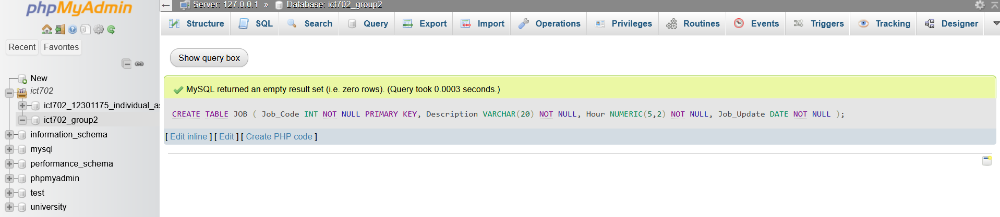 phpMyAdmin
Recent Favorites
New
ict702
ict702_12301175_individual_as
ict702_group2
information_schema
mysql
performance_schema
phpmyadmin
test
university
Server: 127.0.0.1 » Database: ict702_group2
Structure SQL Search Query Export Import Operations Privileges Routines Events Triggers Tracking Designer
Show query box
MySQL returned an empty result set (i.e. zero rows). (Query took 0.0003 seconds.)
CREATE TABLE JOB ( Job_Code INT NOT NULL PRIMARY KEY, Description VARCHAR(20) NOT NULL, Hour NUMERIC(5,2) NOT NULL, Job_Update DATE NOT NULL );
[ Edit inline ] [ Edit ] [ Create PHP code ]